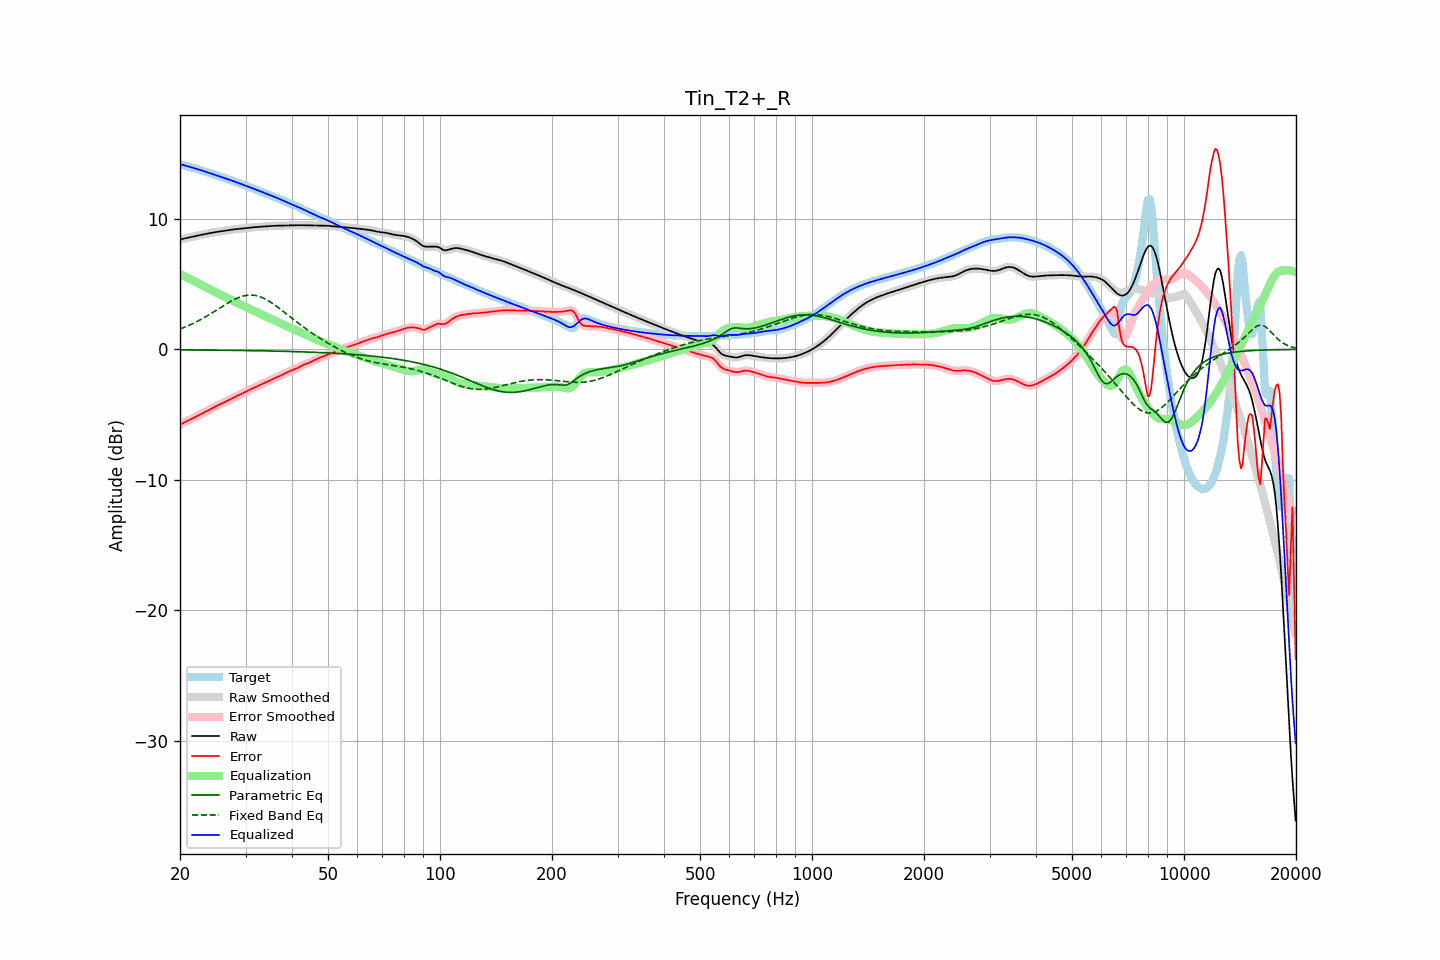 Tin_T2+_R
Amplitude (dBr)
10
0
−10
−20
−30
Target
Raw Smoothed
Error Smoothed
Raw
Error
Equalization
Parametric Eq
Fixed Band Eq
Equalized
20 50 100 200 500 1000 2000 5000 10000 20000
Frequency (Hz)